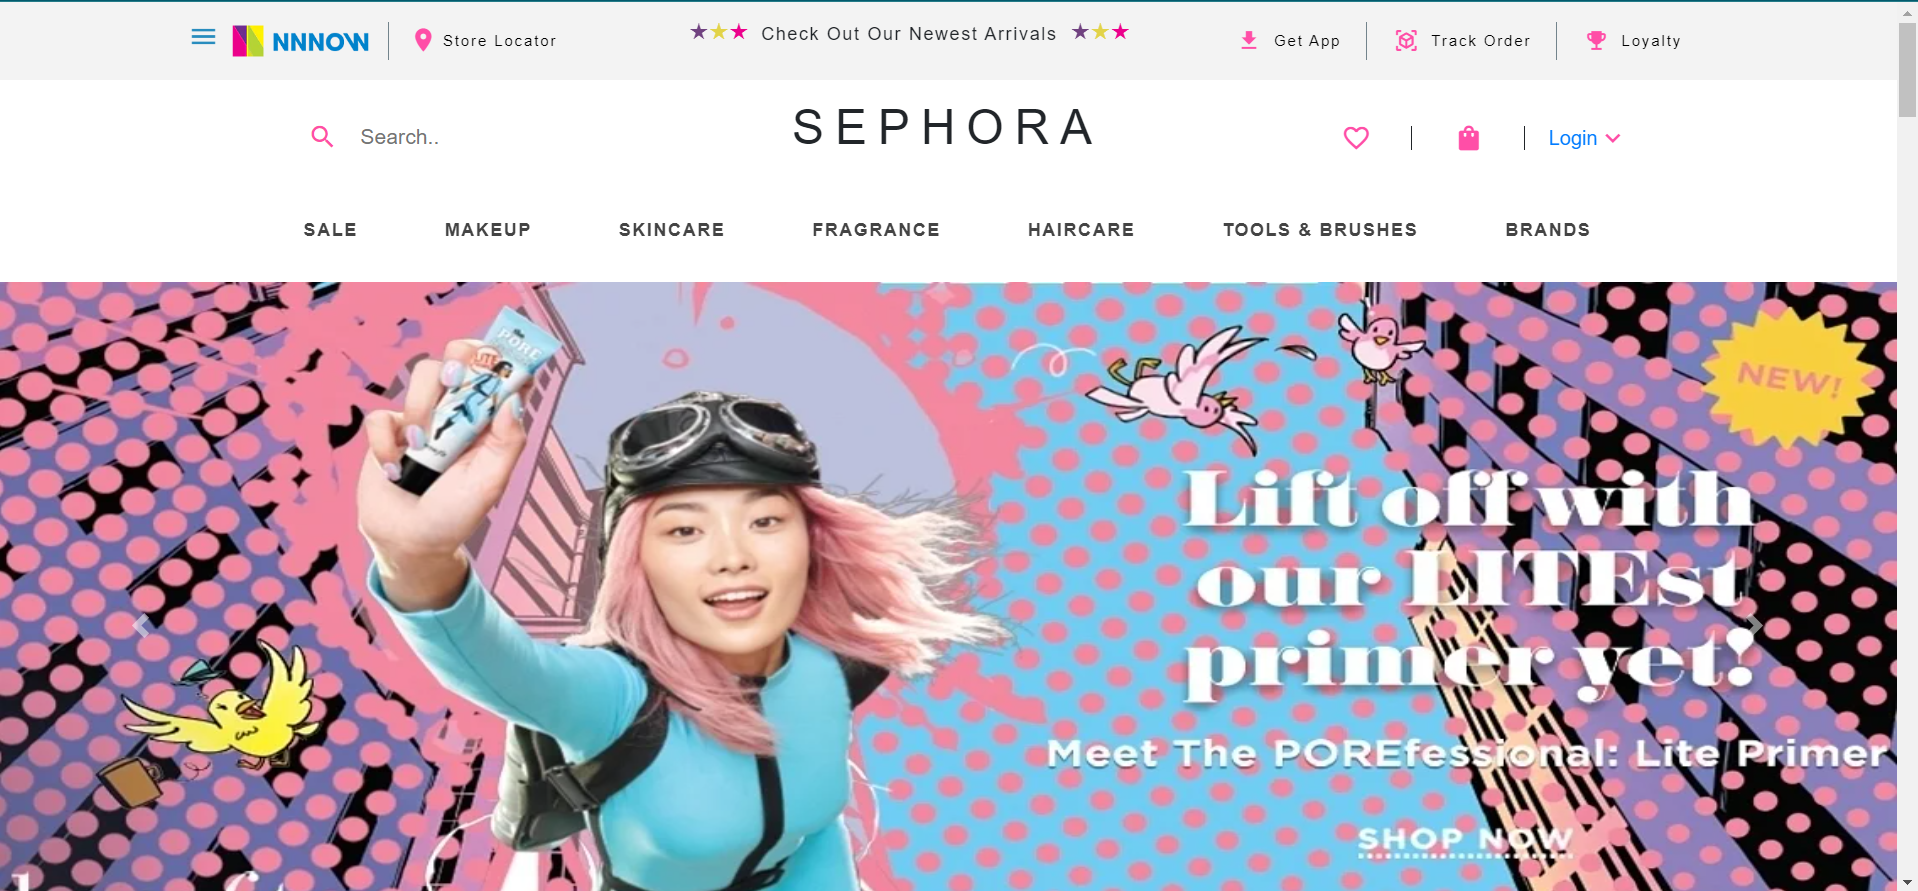 NNNOW
Store Locator
Check Out Our Newest Arrivals
Get App
Track Order
Loyalty
Search..
SEPHORA
Login
SALE
MAKEUP
SKINCARE
FRAGRANCE
HAIRCARE
TOOLS & BRUSHES
BRANDS
the
PORE
NEW!
Lift off with
our LITEst
primer yet!
Meet The POREfessional: Lite Primer
SHOP NOW